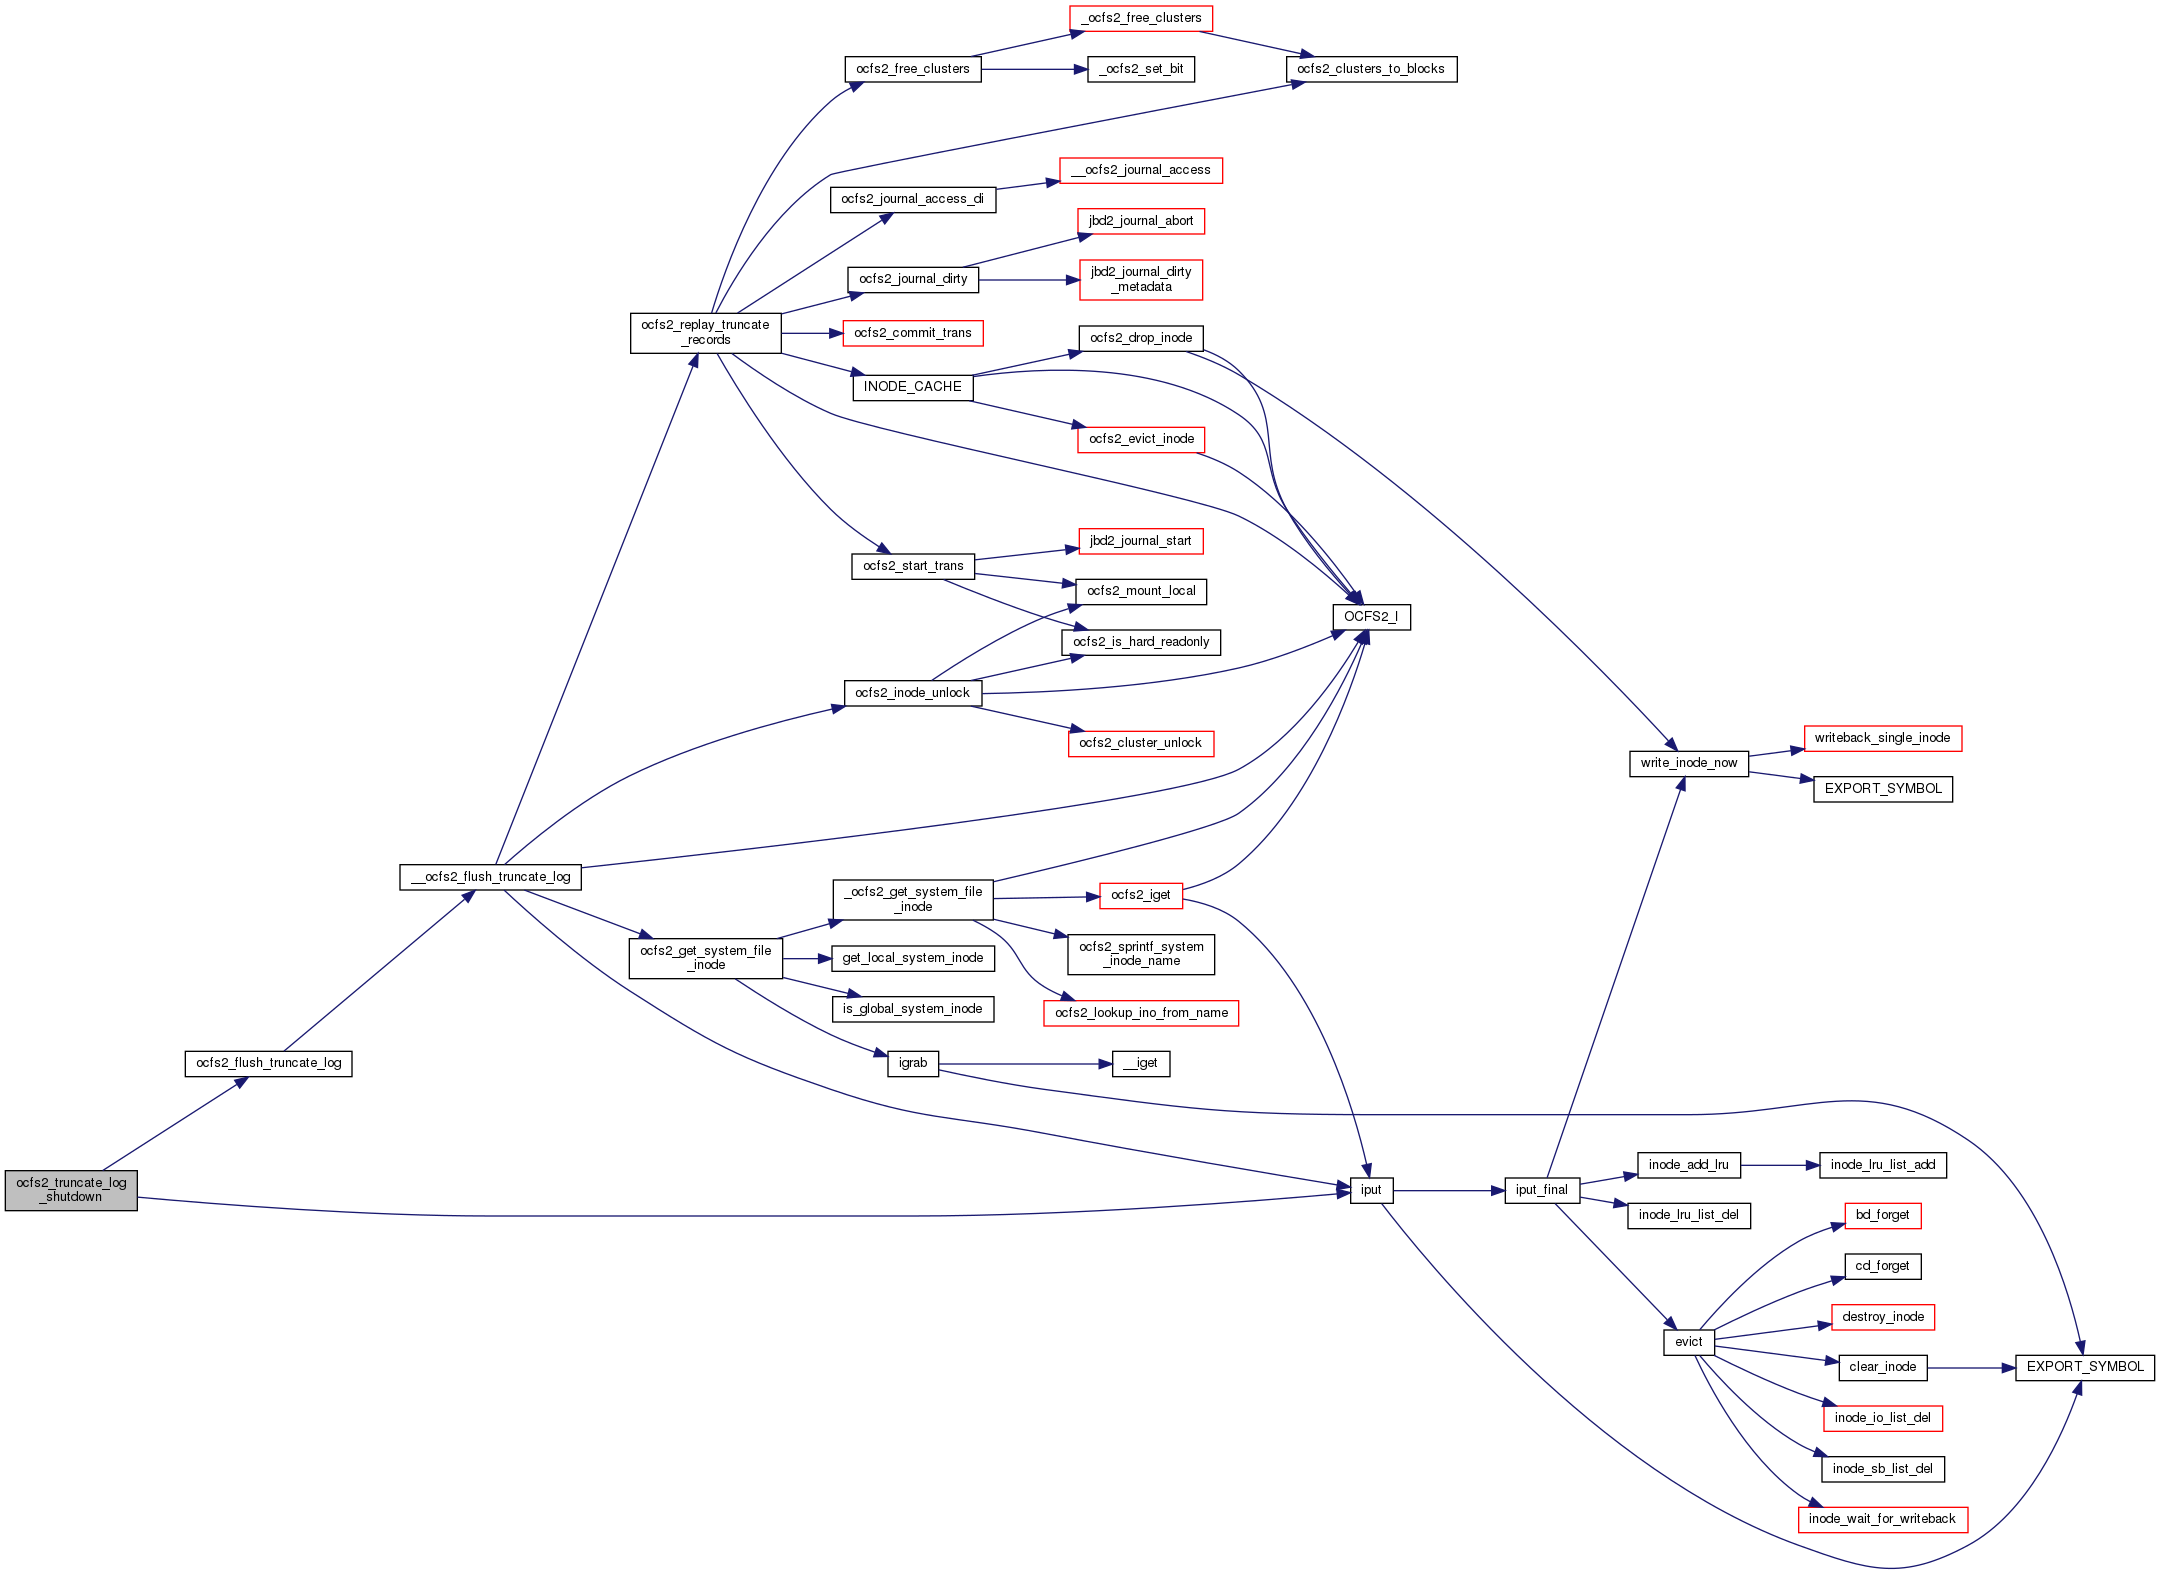 _ocfs2_free_clusters
ocfs2_free_clusters
_ocfs2_set_bit
ocfs2_clusters_to_blocks
__ocfs2_journal_access
ocfs2_journal_access_di
jbd2_journal_abort
ocfs2_journal_dirty
jbd2_journal_dirty
_metadata
ocfs2_replay_truncate
_records
ocfs2_commit_trans
ocfs2_drop_inode
INODE_CACHE
ocfs2_evict_inode
jbd2_journal_start
ocfs2_start_trans
ocfs2_mount_local
OCFS2_I
ocfs2_is_hard_readonly
ocfs2_inode_unlock
ocfs2_cluster_unlock
writeback_single_inode
write_inode_now
EXPORT_SYMBOL
__ocfs2_flush_truncate_log
_ocfs2_get_system_file
_inode
ocfs2_iget
ocfs2_get_system_file
_inode
ocfs2_sprintf_system
_inode_name
get_local_system_inode
is_global_system_inode
ocfs2_lookup_ino_from_name
ocfs2_flush_truncate_log
igrab
__iget
ocfs2_truncate_log
_shutdown
iput
iput_final
inode_add_lru
inode_lru_list_add
inode_lru_list_del
bd_forget
cd_forget
destroy_inode
evict
clear_inode
EXPORT_SYMBOL
inode_io_list_del
inode_sb_list_del
inode_wait_for_writeback